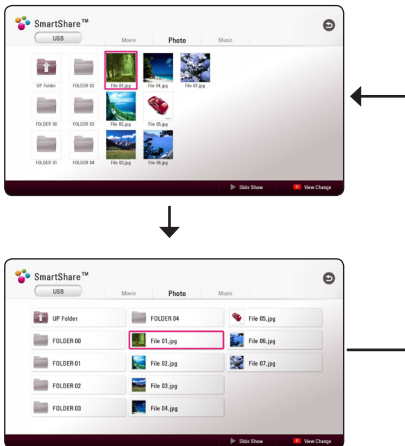 SmartShare™
USB
Movie Photo Music
UP Folder FOLDER 02 File 01.jpg File 04.jpg File 07.jpg
FOLDER 00 FOLDER 03 File 02.jpg File 05.jpg
FOLDER 01 FOLDER 04 File 03.jpg File 06.jpg
Slide Show View Change
SmartShare™
USB
Movie Photo Music
UP Folder FOLDER 04 File 05.jpg
FOLDER 00 File 01.jpg File 06.jpg
FOLDER 01 File 02.jpg File 07.jpg
FOLDER 02 File 03.jpg
FOLDER 03 File 04.jpg
Slide Show View Change